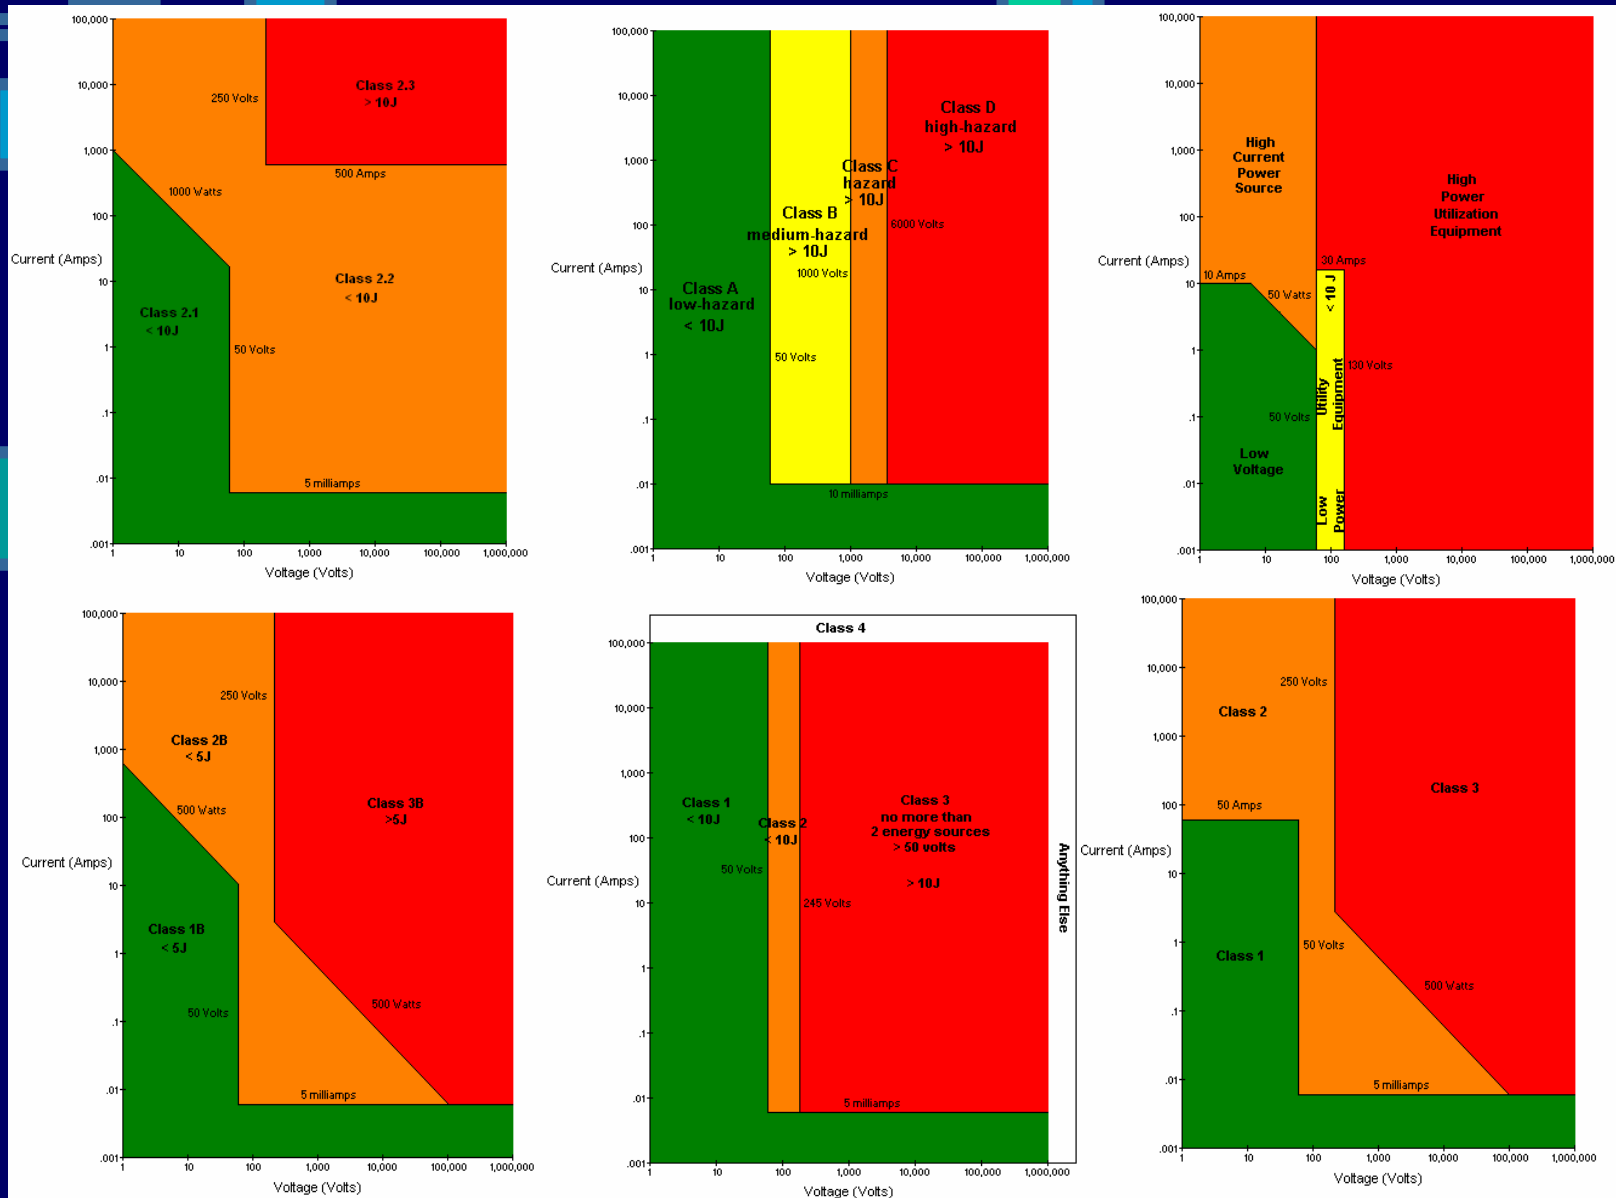 100,000
10,000
1,000
100
10
1
.1
.01
.001
Current (Amps)
250 Volts
Class 2.3
> 10J
500 Amps
1000 Watts
Class 2.2
< 10J
Class 2.1
< 10J
50 Volts
5 milliamps
1
10
100
1,000
10,000
100,000
1,000,000
Voltage (Volts)
100,000
10,000
1,000
100
10
1
.1
.01
.001
Current (Amps)
Class D
high-hazard
> 10J
Class C
hazard
> 10J
Class B
medium-hazard
> 10J
6000 Volts
1000 Volts
Class A
low-hazard
< 10J
50 Volts
10 milliamps
1
10
100
1,000
10,000
100,000
1,000,000
Voltage (Volts)
100,000
10,000
1,000
100
10
1
.1
.01
.001
Current (Amps)
High
Current
Power
Source
High
Power
Utilization
Equipment
30 Amps
10 Amps
50 Watts
< 10 J
130 Volts
Utility
Equipment
50 Volts
Low
Voltage
Low
Power
1
10
100
1,000
10,000
100,000
1,000,000
Voltage (Volts)
100,000
10,000
1,000
100
10
1
.1
.01
.001
Current (Amps)
250 Volts
Class 2B
< 5J
500 Watts
Class 3B
>5J
Class 1B
< 5J
50 Volts
500 Watts
5 milliamps
1
10
100
1,000
10,000
100,000
1,000,000
Voltage (Volts)
Class 4
100,000
10,000
1,000
100
10
1
.1
.01
.001
Current (Amps)
Class 1
< 10J
Class 2
< 10J
Class 3
no more than
2 energy sources
> 50 volts
> 10J
50 Volts
245 Volts
Anything Else
5 milliamps
1
10
100
1,000
10,000
100,000
1,000,000
Voltage (Volts)
100,000
10,000
1,000
100
10
1
.1
.01
.001
Current (Amps)
250 Volts
Class 2
Class 3
50 Amps
50 Volts
Class 1
500 Watts
5 milliamps
1
10
100
1,000
10,000
100,000
1,000,000
Voltage (Volts)